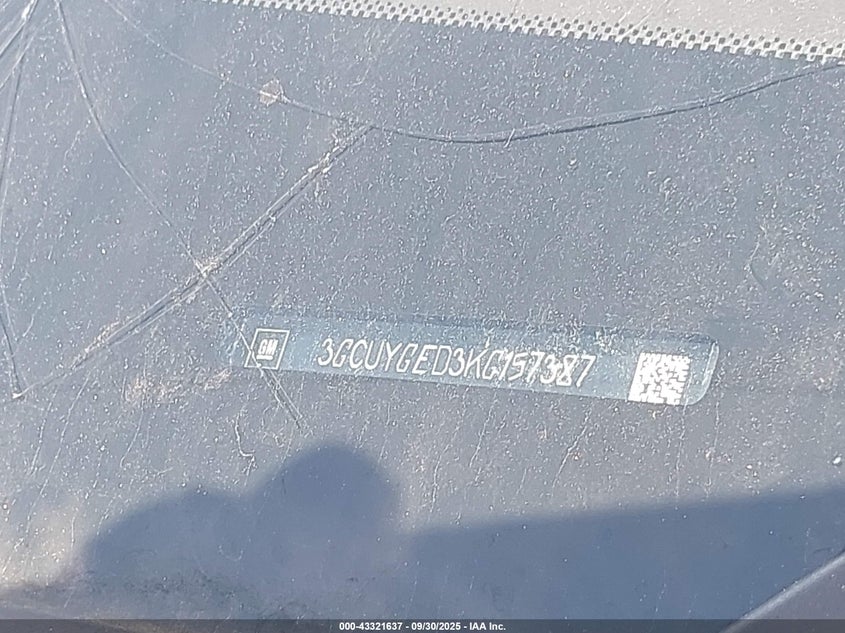 GM 3GCUYGED3KG157387
000-43321637 - 09/30/2025 - IAA Inc.